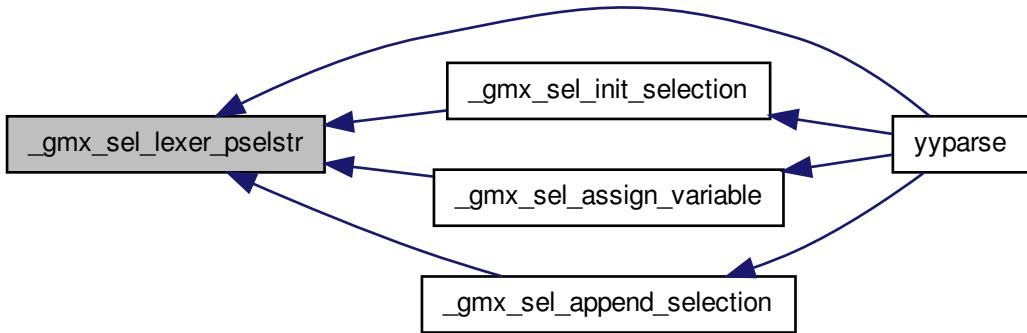 _gmx_sel_init_selection
_gmx_sel_lexer_pselstr
yyparse
_gmx_sel_assign_variable
_gmx_sel_append_selection